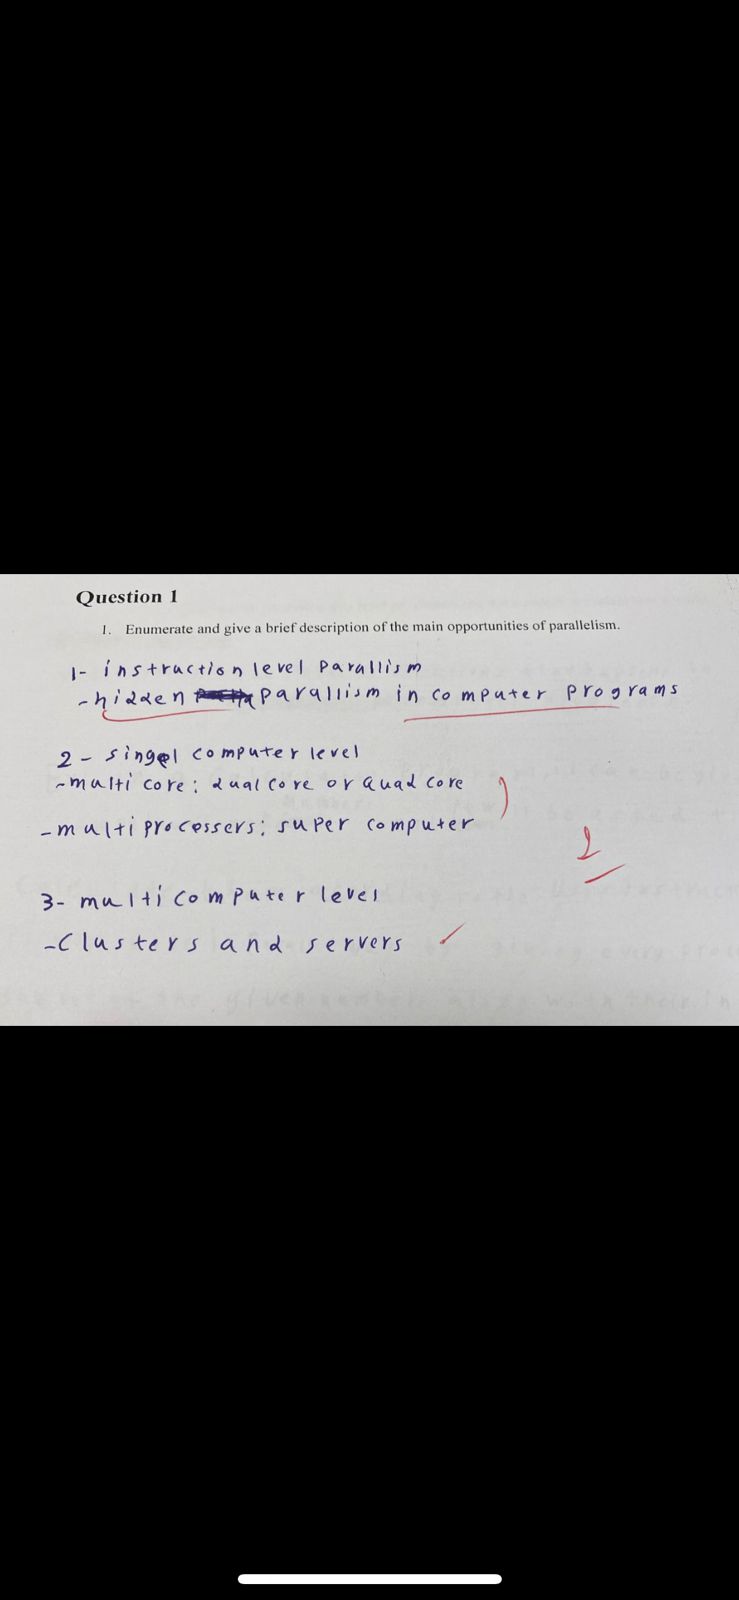 Question 1
1. Enumerate and give a brief description of the main opportunities of parallelism.
1- instruction level Parallism
- hidden parallism in computer programs
2 - singel computer level
- multi core: dual core or Quad core
- multi processers: super computer
3- multi computer level
- Clusters and servers
2